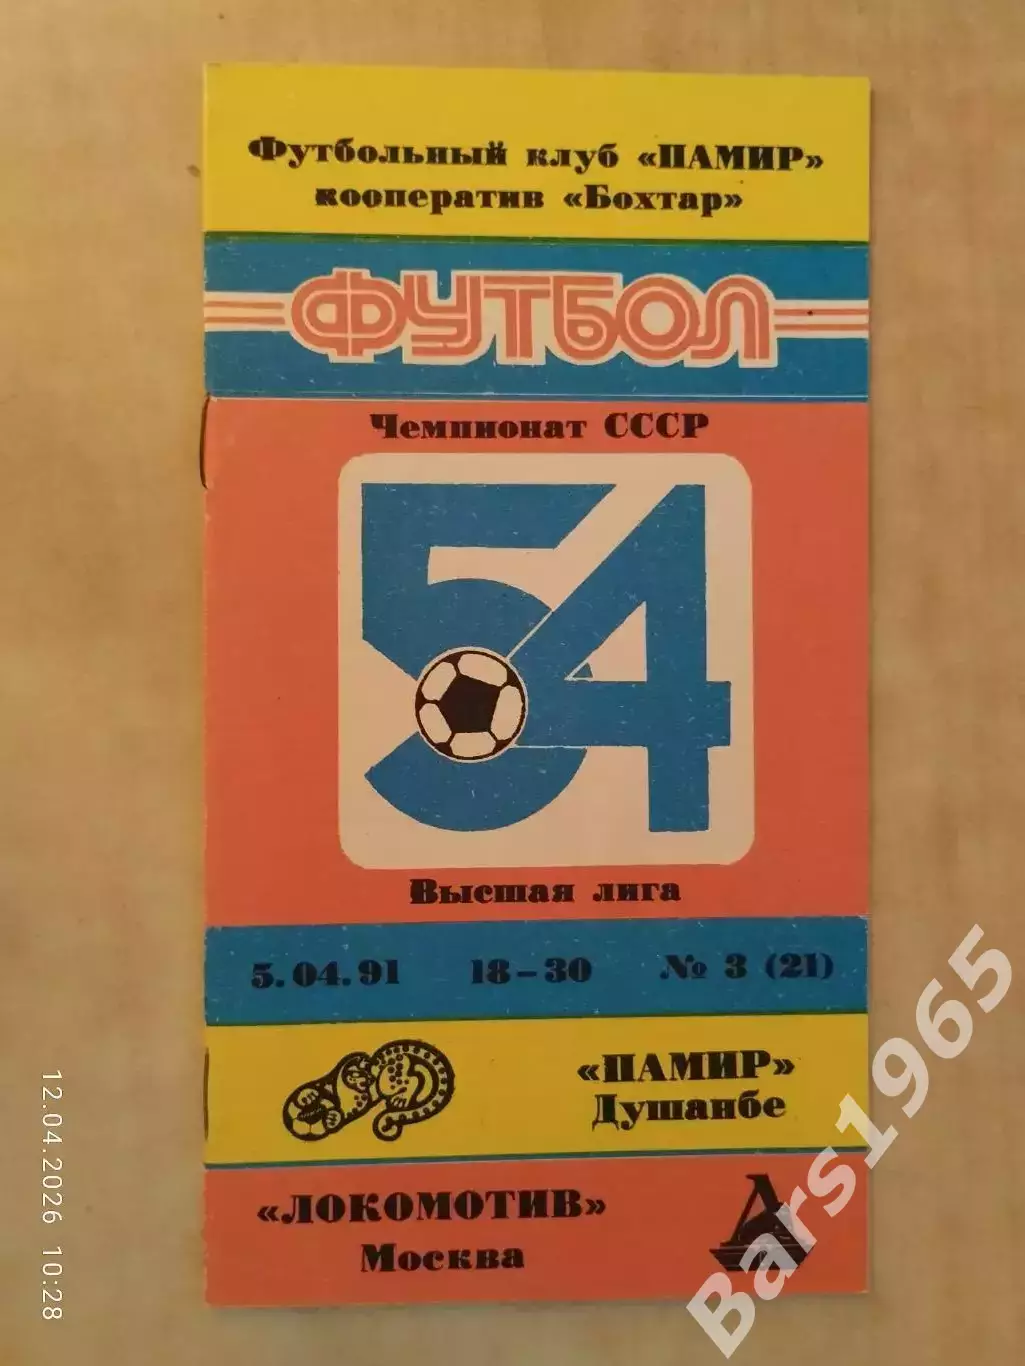 Футбольный клуб «ПАМИР»
кооператив «Бохтар»
ФУТБОЛ
Чемпионат СССР
54
Высшая лига
5.04.91 18-30 № 3 (21)
«ПАМИР»
Душанбе
«ЛОКОМОТИВ»
Москва
Л
12.04.2026 10:28
Bars1965